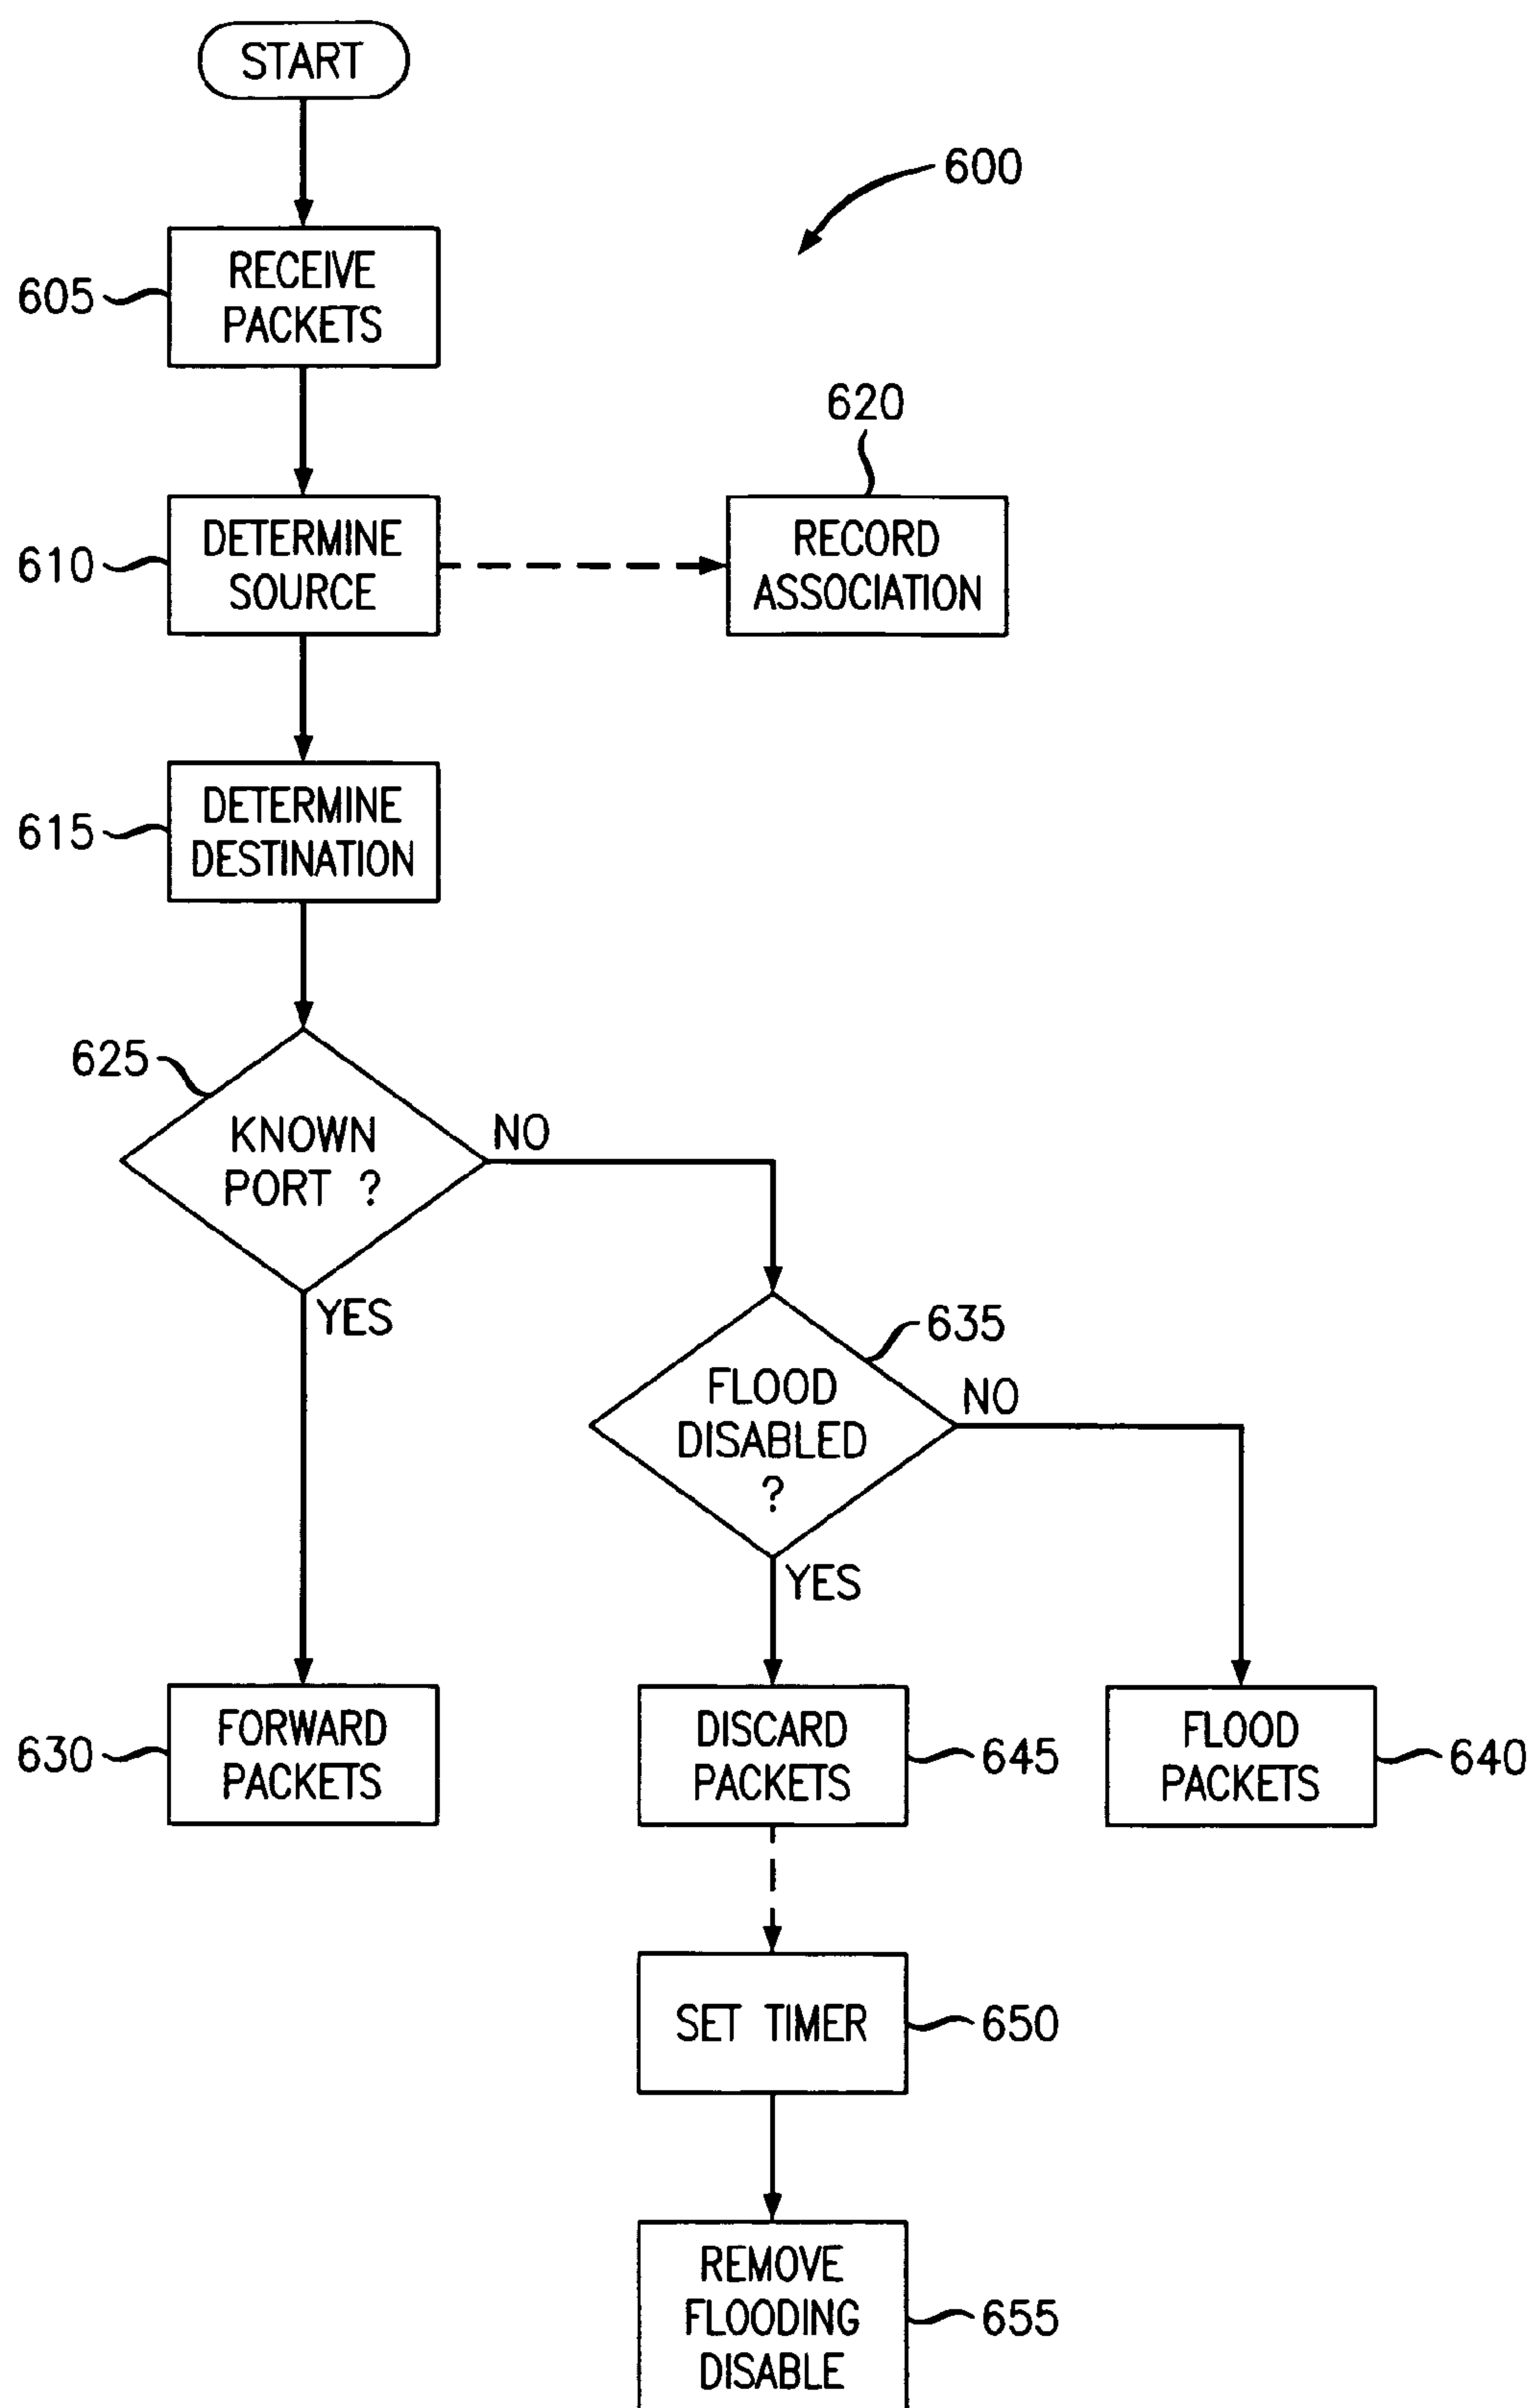 START
600
605
RECEIVE
PACKETS
620
610
DETERMINE
SOURCE
RECORD
ASSOCIATION
615
DETERMINE
DESTINATION
625
KNOWN
PORT ?
NO
YES
635
FLOOD
DISABLED
?
NO
YES
630
FORWARD
PACKETS
DISCARD
PACKETS
645
FLOOD
PACKETS
640
SET TIMER
650
REMOVE
FLOODING
DISABLE
655